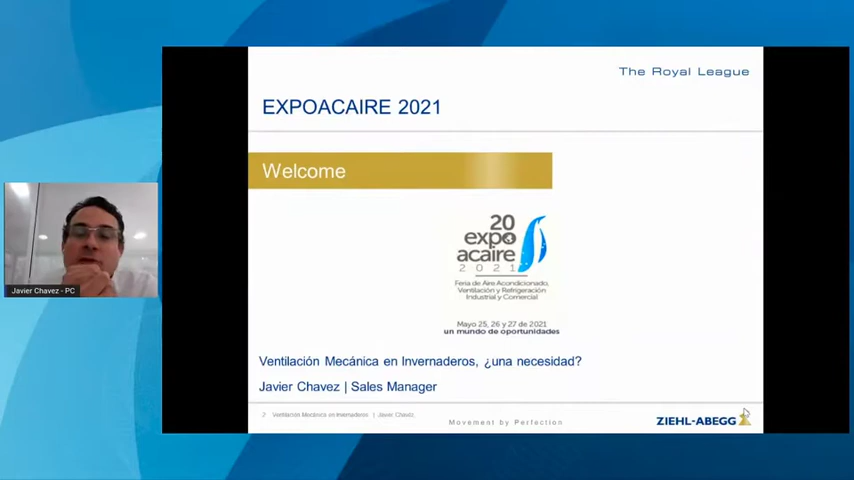 The Royal League
EXPOACAIRE 2021
Welcome
20
expo
acaire
2021
Feria de Aire Acondicionado,
Ventilación y Refrigeración
Industrial y Comercial
Mayo 25, 26 y 27 de 2021
un mundo de oportunidades
Ventilación Mecánica en Invernaderos, ¿una necesidad?
Javier Chavez | Sales Manager
2 Ventilación Mecánica en Invernaderos | Javier Chavez
Movement by Perfection
ZIEHL-ABEGG
Javier Chavez - PC